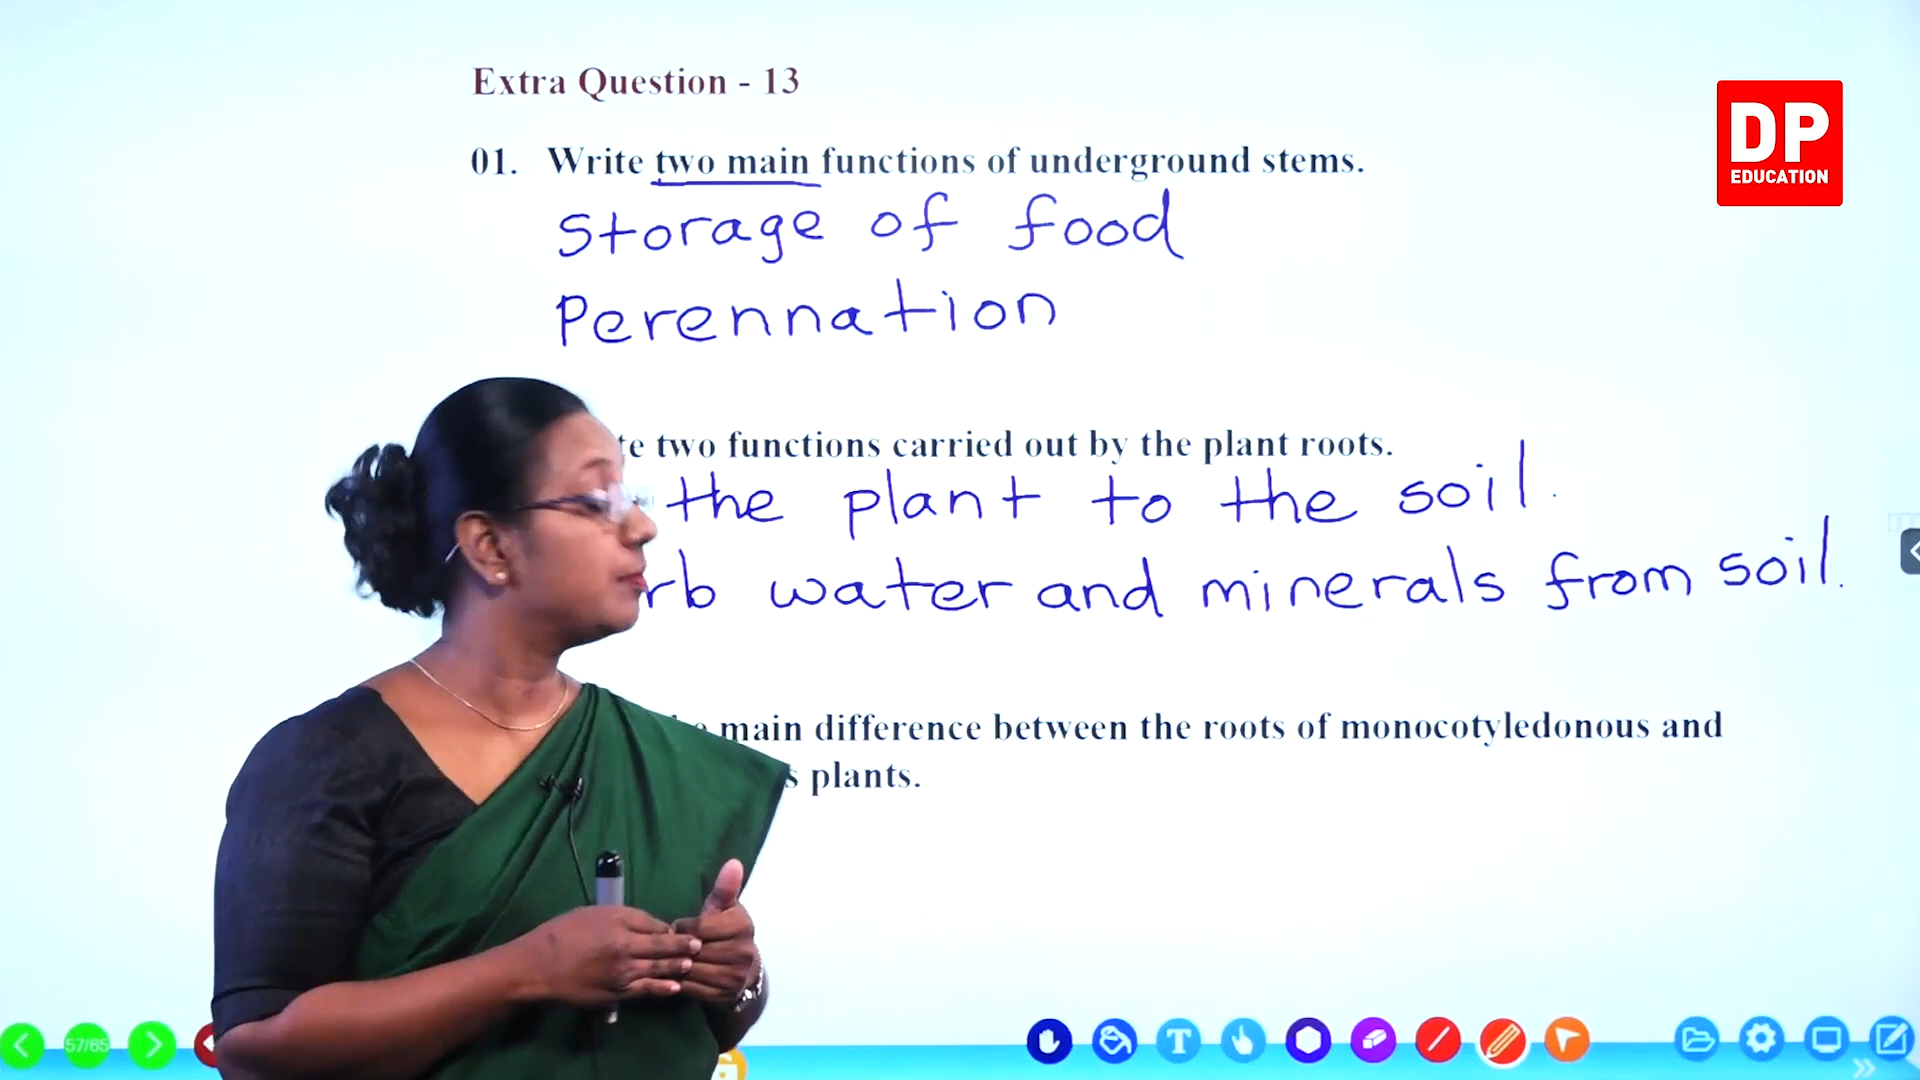 Extra Question - 13
DP
EDUCATION
01. Write two main functions of underground stems.
Storage of food
Perennation
te two functions carried out by the plant roots.
the plant to the soil.
rb water and minerals from soil.
main difference between the roots of monocotyledonous and
s plants.
57/65
T